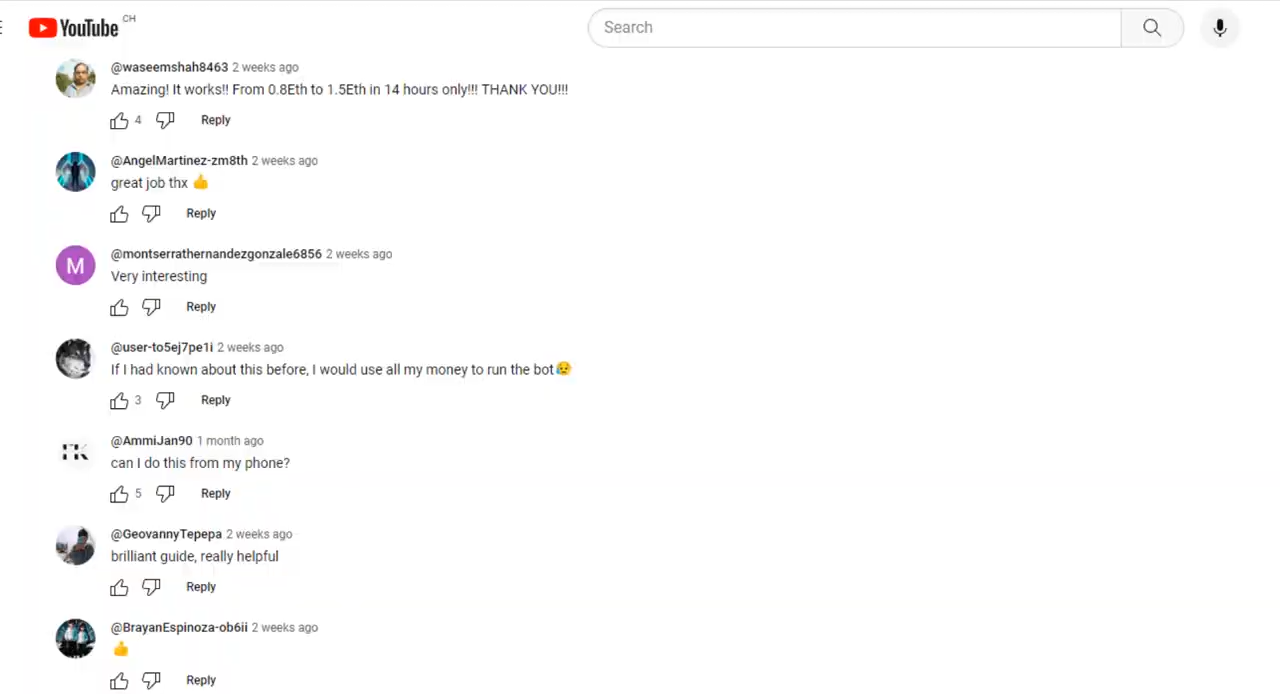 YouTube CH
Search
@waseemshah8463 2 weeks ago
Amazing! It works!! From 0.8Eth to 1.5Eth in 14 hours only!!! THANK YOU!!!
4 Reply
@AngelMartinez-zm8th 2 weeks ago
great job thx 👍
Reply
M
@montserrathernandezgonzale6856 2 weeks ago
Very interesting
Reply
@user-to5ej7pe1i 2 weeks ago
If I had known about this before, I would use all my money to run the bot😥
3 Reply
@AmmiJan90 1 month ago
can I do this from my phone?
5 Reply
@GeovannyTepepa 2 weeks ago
brilliant guide, really helpful
Reply
@BrayanEspinoza-ob6ii 2 weeks ago
👍
Reply